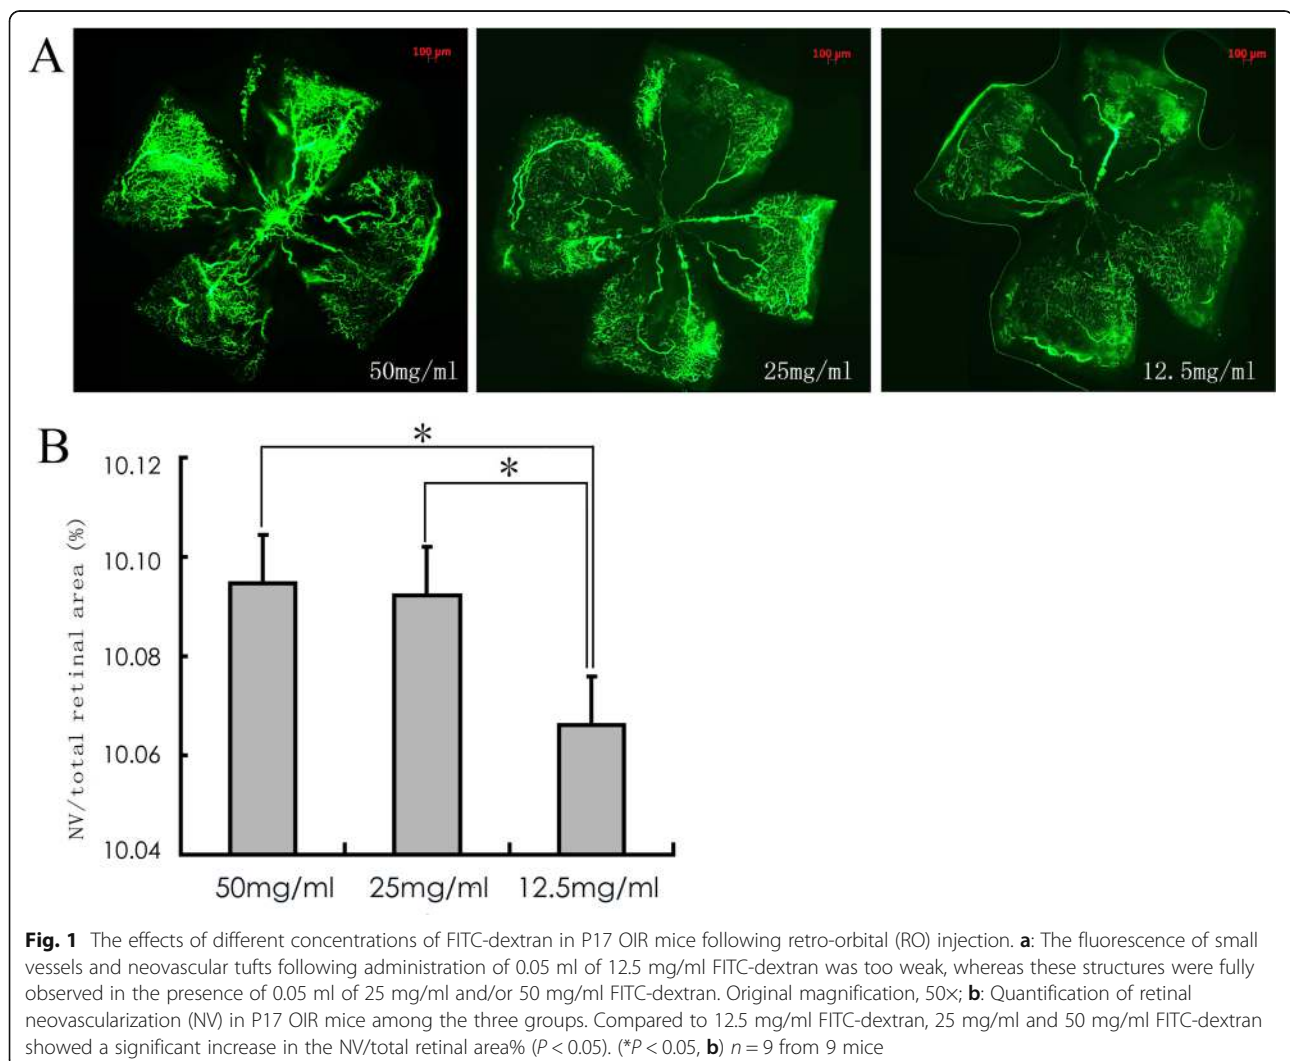 A
100 µm
100 µm
100 µm
50mg/ml
25mg/ml
12.5mg/ml
B
*
*
NV/total retinal area (%)
10.12
10.10
10.08
10.06
10.04
50mg/ml 25mg/ml 12.5mg/ml
Fig. 1 The effects of different concentrations of FITC-dextran in P17 OIR mice following retro-orbital (RO) injection. a: The fluorescence of small
vessels and neovascular tufts following administration of 0.05 ml of 12.5 mg/ml FITC-dextran was too weak, whereas these structures were fully
observed in the presence of 0.05 ml of 25 mg/ml and/or 50 mg/ml FITC-dextran. Original magnification, 50×; b: Quantification of retinal
neovascularization (NV) in P17 OIR mice among the three groups. Compared to 12.5 mg/ml FITC-dextran, 25 mg/ml and 50 mg/ml FITC-dextran
showed a significant increase in the NV/total retinal area% (P < 0.05). (*P < 0.05, b) n = 9 from 9 mice